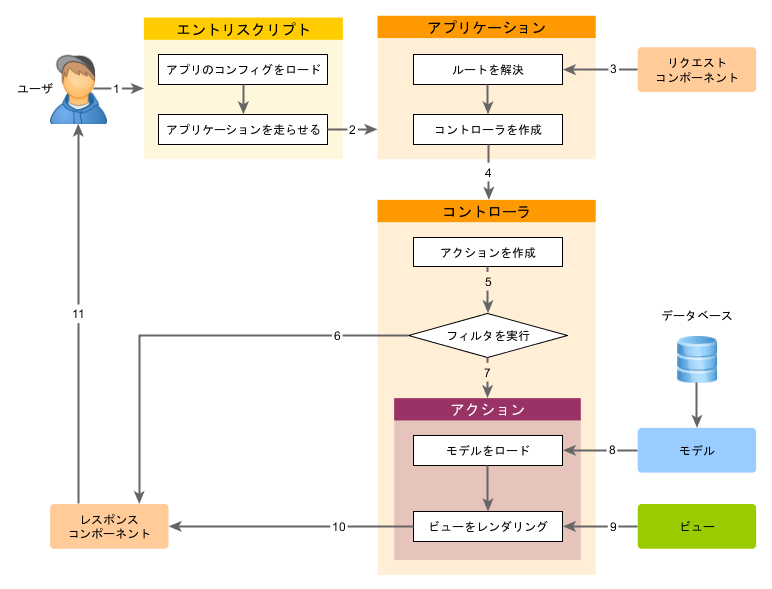 エントリスクリプト
アプリのコンフィグをロード
アプリケーションを走らせる
ユーザ
1
2
アプリケーション
ルートを解決
コントローラを作成
3
リクエスト
コンポーネント
4
コントローラ
アクションを作成
5
フィルタを実行
6
7
アクション
モデルをロード
ビューをレンダリング
データベース
8
モデル
9
ビュー
10
レスポンス
コンポーネント
11